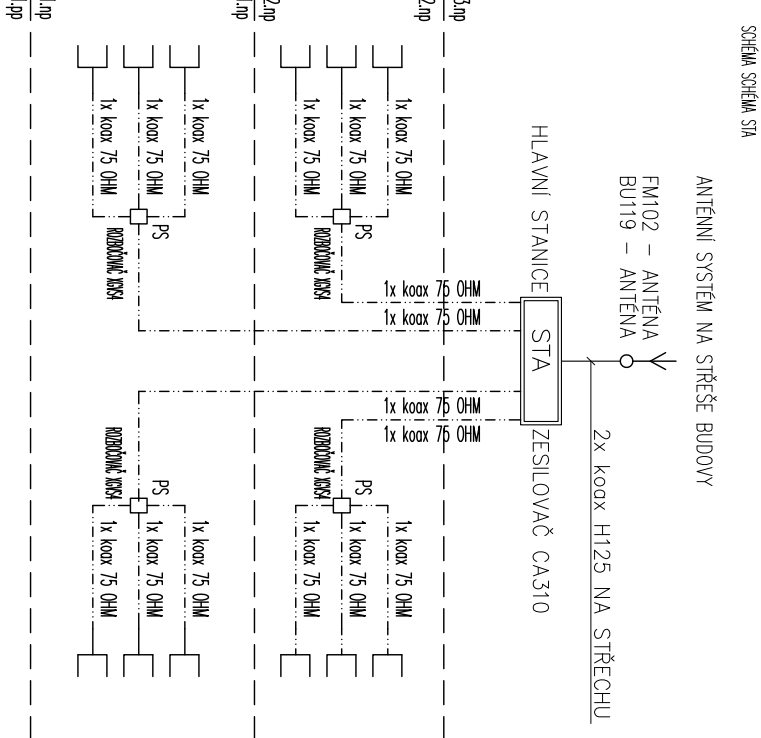 SCHÉMA SCHÉMA STA
ANTÉNNÍ SYSTÉM NA STŘEŠE BUDOVY
FM102 - ANTÉNA
BU119 - ANTÉNA
2x koax H125 NA STŘECHU
HLAVNÍ STANICE
STA
ZESILOVAČ CA310
3.np
2.np
1x koax 75 OHM
1x koax 75 OHM
1x koax 75 OHM
1x koax 75 OHM
1x koax 75 OHM
1x koax 75 OHM
1x koax 75 OHM
PS
ROZBOČOVAČ
PS
ROZBOČOVAČ
1x koax 75 OHM
1x koax 75 OHM
1x koax 75 OHM
2.np
1.np
1x koax 75 OHM
1x koax 75 OHM
1x koax 75 OHM
PS
ROZBOČOVAČ
PS
ROZBOČOVAČ
1x koax 75 OHM
1x koax 75 OHM
1x koax 75 OHM
1.np
1.pp